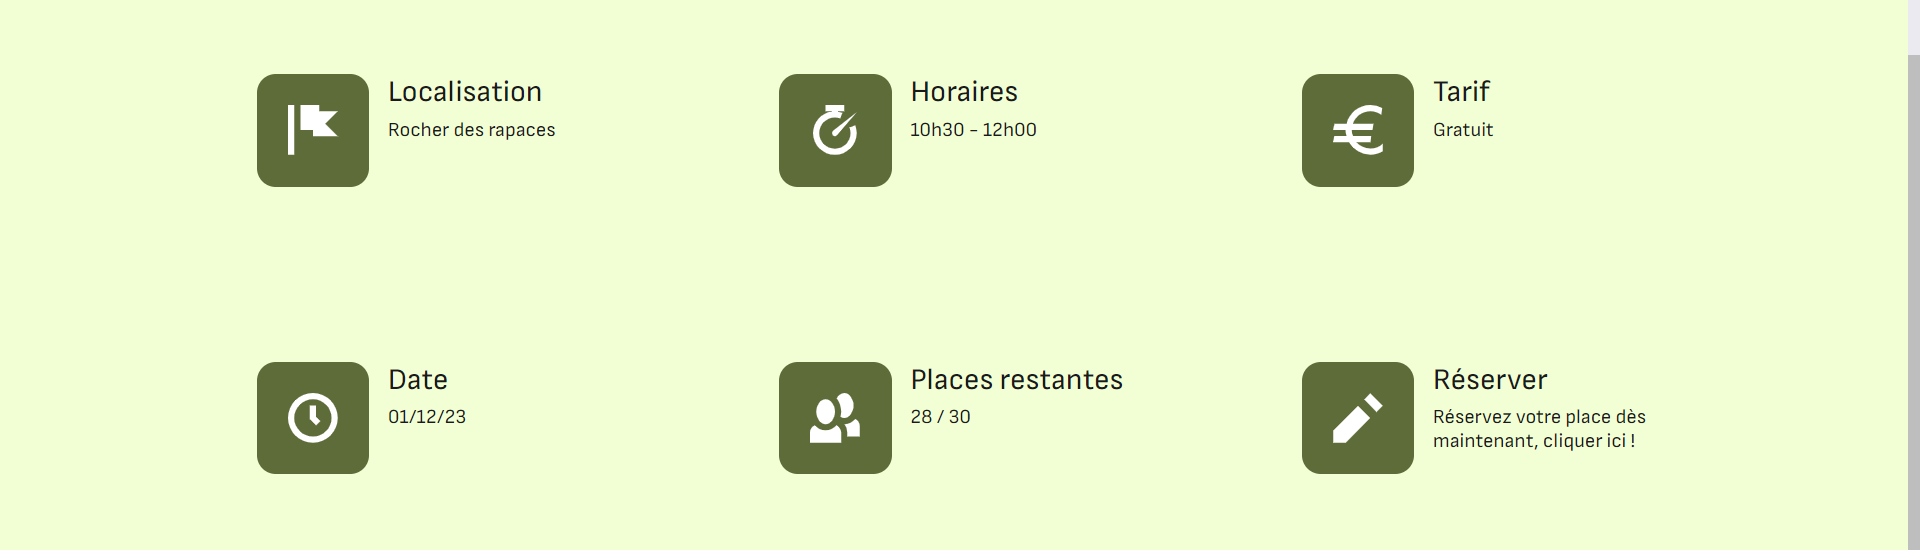 Localisation
Rocher des rapaces
Horaires
10h30 - 12h00
Tarif
Gratuit
Date
01/12/23
Places restantes
28 / 30
Réserver
Réservez votre place dès
maintenant, cliquer ici !